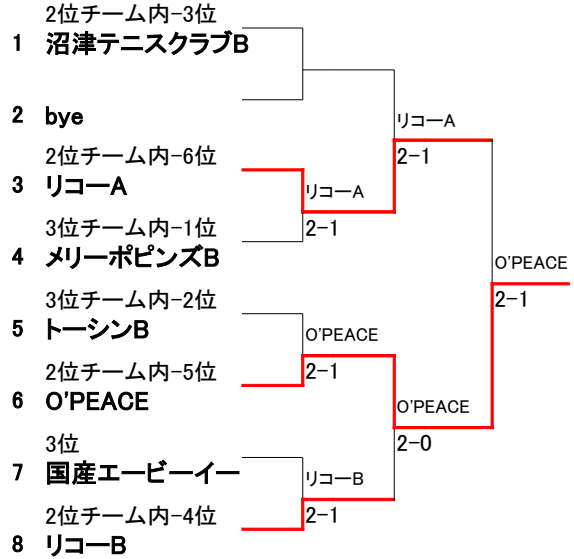 2位チーム内-3位
1 沼津テニスクラブB
2 bye
リコーA
2位チーム内-6位
2-1
3 リコーA
リコーA
3位チーム内-1位
2-1
4 メリーポピンズB
O'PEACE
3位チーム内-2位
2-1
5 トーシンB
O'PEACE
2位チーム内-5位
2-1
6 O'PEACE
O'PEACE
3位
2-0
7 国産エービーイー
リコーB
2位チーム内-4位
2-1
8 リコーB